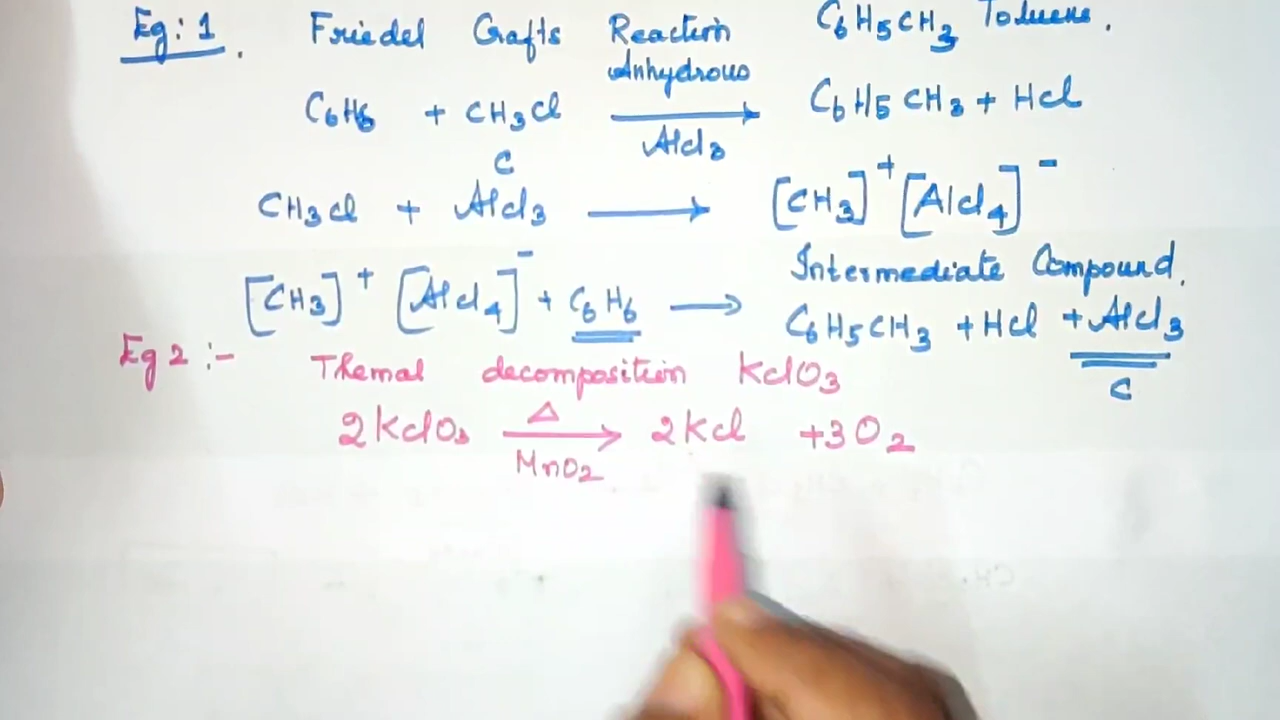 Eg: 1. Friedel Crafts Reaction C6H5CH3 Toluene.
Anhydrous
C6H6 + CH3Cl ⟶ C6H5CH3 + HCl
AlCl3
C
CH3Cl + AlCl3 ⟶ [CH3]+ [AlCl4]-
Intermediate Compound.
[CH3]+ [AlCl4]- + C6H6 ⟶ C6H5CH3 + HCl + AlCl3
C
Eg 2 :- Themal decomposition KClO3
Δ
2KClO3 ⟶ 2KCl +3O2
MnO2